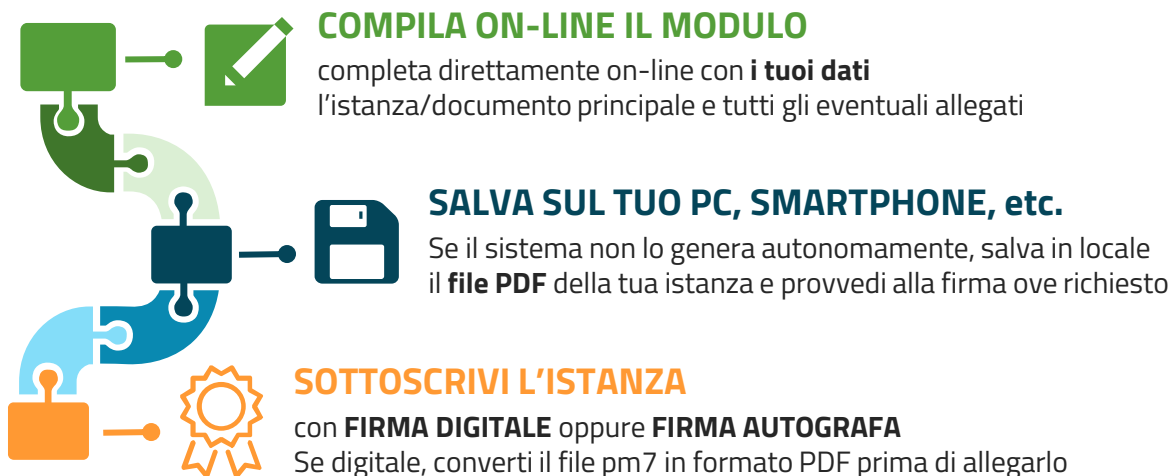 COMPILA ON-LINE IL MODULO
completa direttamente on-line con i tuoi dati
l'istanza/documento principale e tutti gli eventuali allegati
SALVA SUL TUO PC, SMARTPHONE, etc.
Se il sistema non lo genera autonomamente, salva in locale
il file PDF della tua istanza e provvedi alla firma ove richiesto
SOTTOSCRIVI L'ISTANZA
con FIRMA DIGITALE oppure FIRMA AUTOGRAFA
Se digitale, converti il file pm7 in formato PDF prima di allegarlo